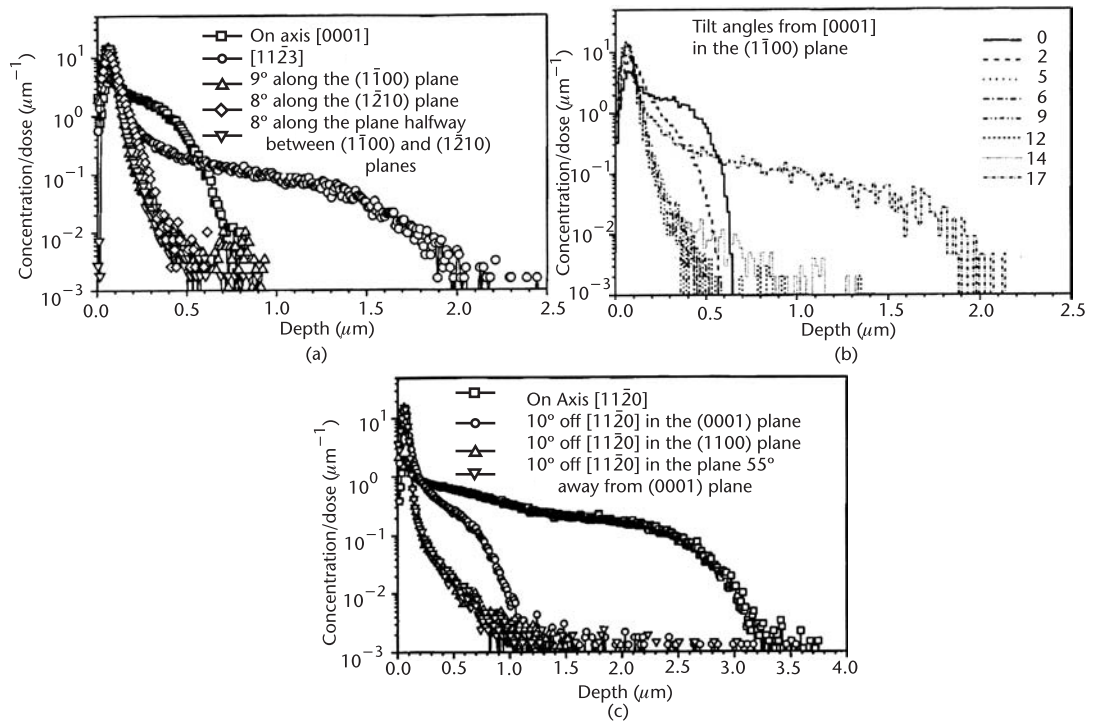 On axis [0001]
[112̄3]
9º along the (11̄00) plane
8º along the (12̄10) plane
8º along the plane halfway
between (11̄00) and (12̄10)
planes
Concentration/dose (μm⁻¹)
10¹
10⁰
10⁻¹
10⁻²
10⁻³
0.0 0.5 1.0 1.5 2.0 2.5
Depth (μm)
(a)
Tilt angles from [0001]
in the (11̄00) plane
0
2
5
6
9
12
14
17
Concentration/dose (μm⁻¹)
10¹
10⁰
10⁻¹
10⁻²
10⁻³
0.0 0.5 1.0 1.5 2.0 2.5
Depth (μm)
(b)
On Axis [112̄0]
10º off [112̄0] in the (0001) plane
10º off [112̄0] in the (1100) plane
10º off [112̄0] in the plane 55º
away from (0001) plane
Concentration/dose (μm⁻¹)
10¹
10⁰
10⁻¹
10⁻²
10⁻³
0.0 0.5 1.0 1.5 2.0 2.5 3.0 3.5 4.0
Depth (μm)
(c)